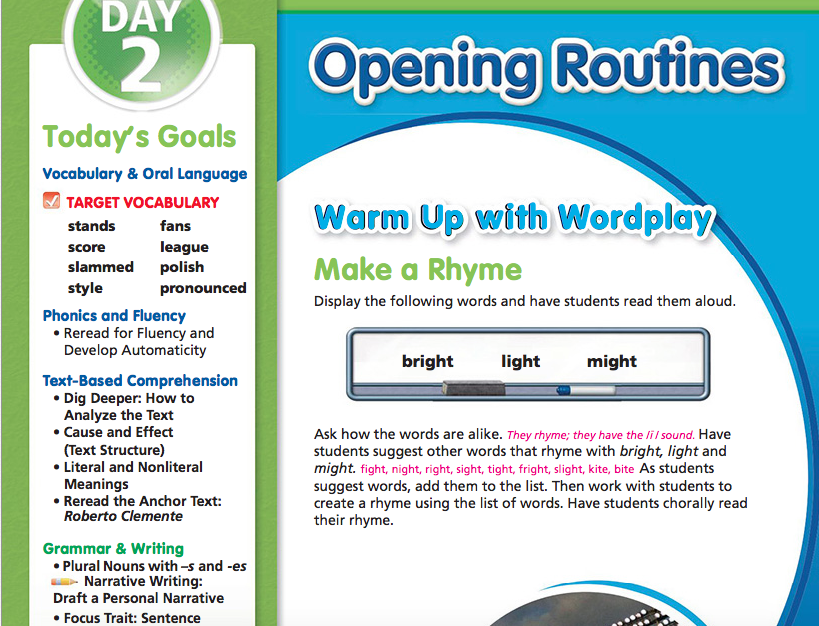 DAY
2
Today's Goals
Vocabulary & Oral Language
TARGET VOCABULARY
stands fans
score league
slammed polish
style pronounced
Phonics and Fluency
• Reread for Fluency and
Develop Automaticity
Text-Based Comprehension
• Dig Deeper: How to
Analyze the Text
• Cause and Effect
(Text Structure)
• Literal and Nonliteral
Meanings
• Reread the Anchor Text:
Roberto Clemente
Grammar & Writing
• Plural Nouns with –s and -es
Narrative Writing:
Draft a Personal Narrative
• Focus Trait: Sentence
Opening Routines
Warm Up with Wordplay
Make a Rhyme
Display the following words and have students read them aloud.
bright light might
Ask how the words are alike. They rhyme; they have the /ī / sound. Have
students suggest other words that rhyme with bright, light and
might. fight, night, right, sight, tight, fright, slight, kite, bite As students
suggest words, add them to the list. Then work with students to
create a rhyme using the list of words. Have students chorally read
their rhyme.